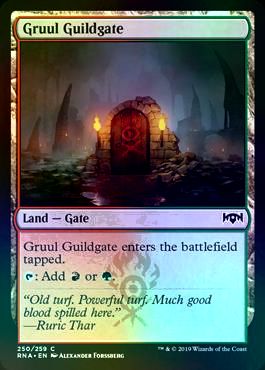 Gruul Guildgate
Land — Gate
Gruul Guildgate enters the battlefield
tapped.
: Add or .
“Old turf. Powerful turf. Much good
blood spilled here.”
—Ruric Thar
250/259 C
RNA • EN Alexander Forssberg
™ & © 2019 Wizards of the Coast